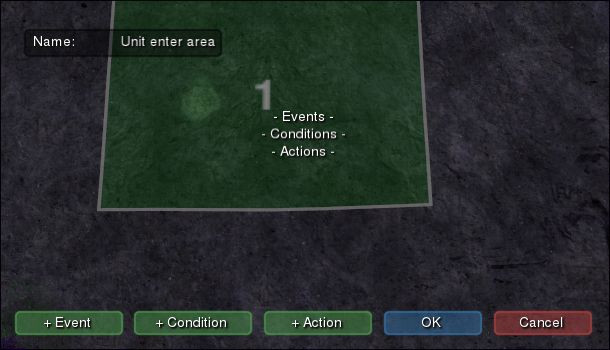 Name: Unit enter area
1
- Events -
- Conditions -
- Actions -
+ Event + Condition + Action OK Cancel